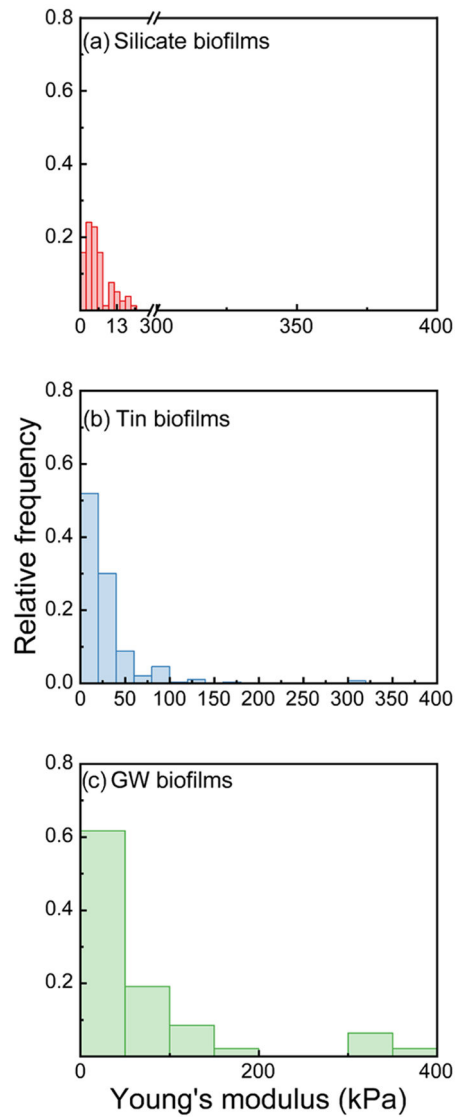 0.8
(a) Silicate biofilms
0.6
0.4
0.2
0 13 300 350 400
0.8
(b) Tin biofilms
0.6
0.4
0.2
0.0
0 50 100 150 200 250 300 350 400
Relative frequency
0.8
(c) GW biofilms
0.6
0.4
0.2
0 200 400
Young's modulus (kPa)